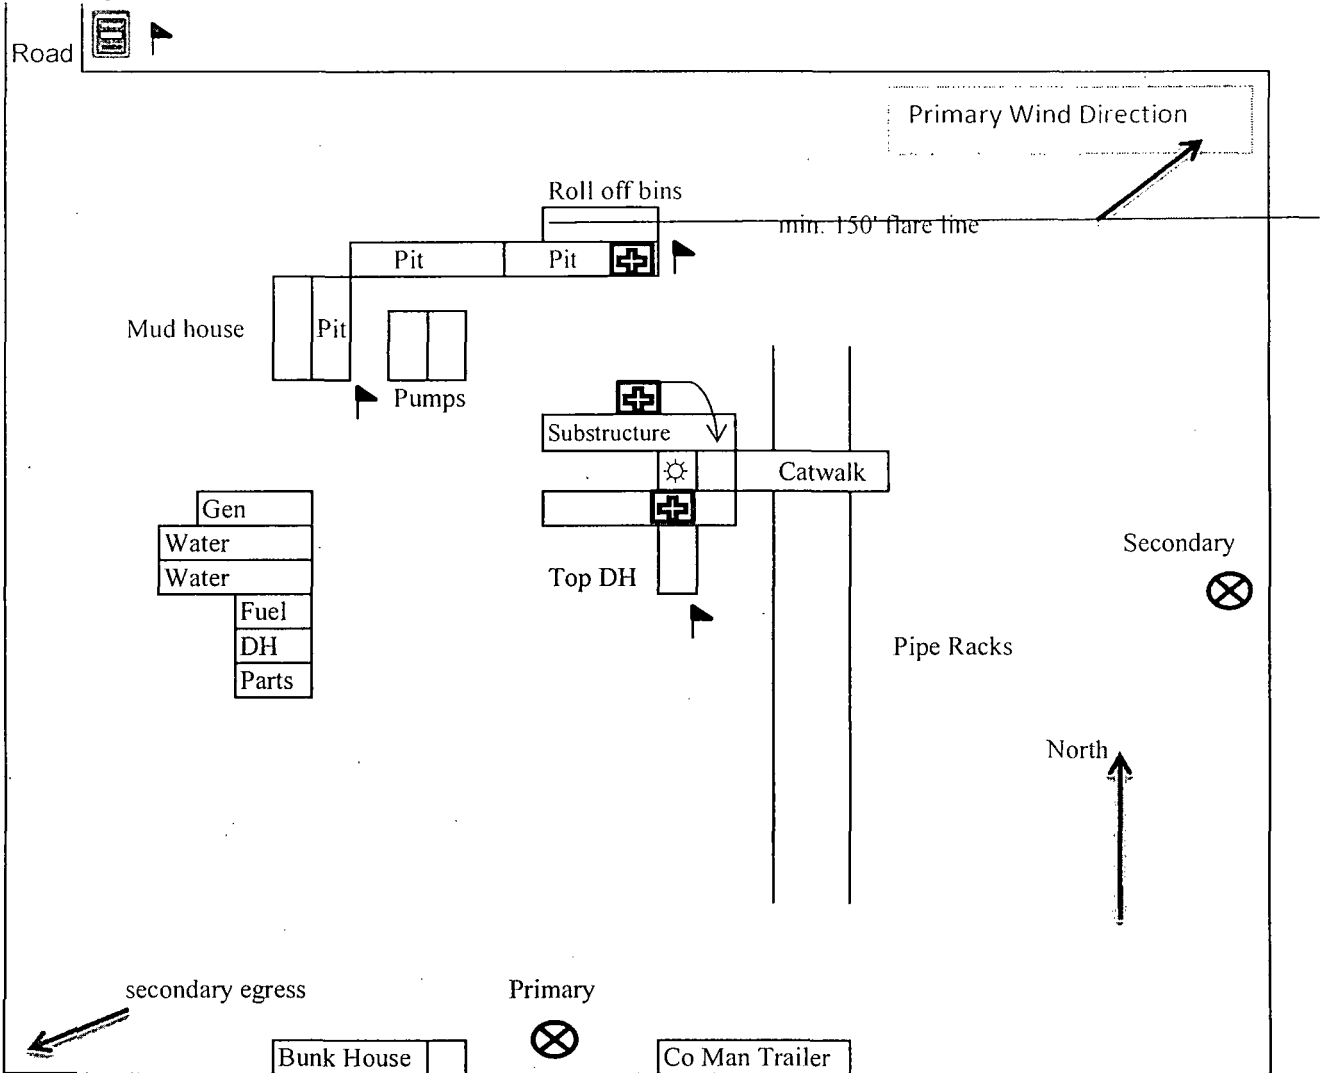 Road
Primary Wind Direction
Roll off bins
min. 150' flare line
Pit
Pit
Mud house
Pit
Pumps
Substructure
Catwalk
Gen
Water
Water
Fuel
DH
Parts
Top DH
Secondary
Pipe Racks
North
secondary egress
Primary
Bunk House
Co Man Trailer